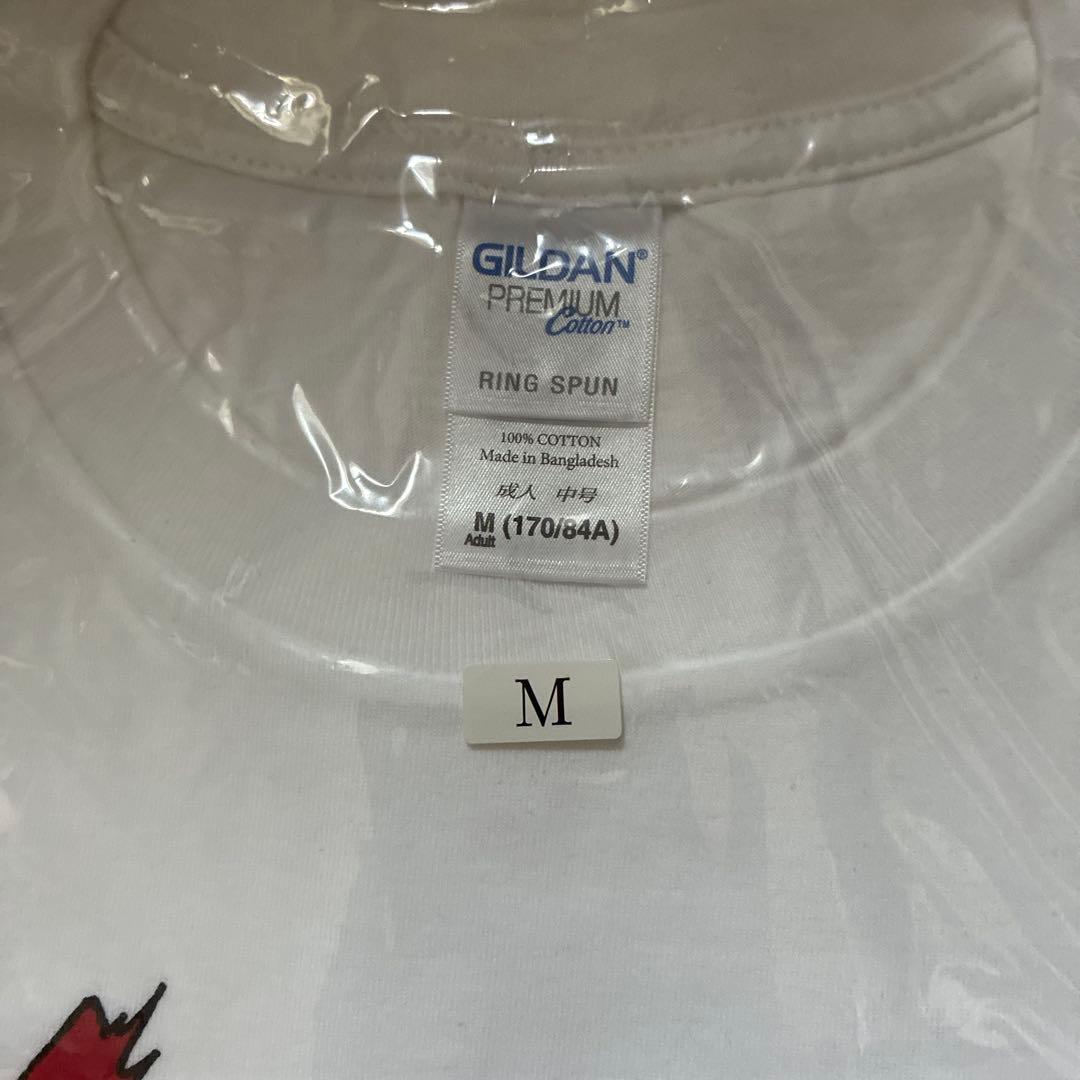 GILDAN®
PREMIUM
Cotton™
RING SPUN
100% COTTON
Made in Bangladesh
成人 中号
M (170/84A)
Adult
M